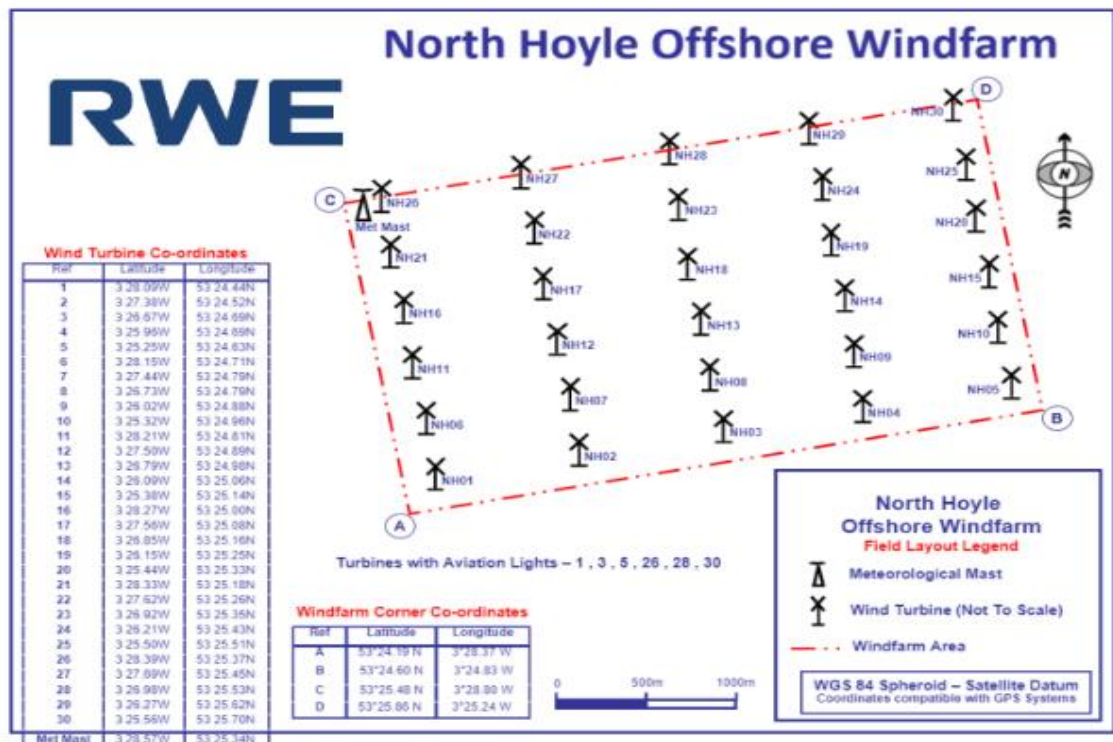 North Hoyle Offshore Windfarm
RWE
D
NH30
NH29
NH28
NH27
C
NH26
Met Mast
NH25
NH24
NH23
NH22
NH21
NH20
NH19
NH18
NH17
NH16
NH15
NH14
NH13
NH12
NH11
NH10
NH09
NH08
NH07
NH06
NH05
NH04
NH03
NH02
NH01
B
A
N
Wind Turbine Co-ordinates
Ref Latitude Longitude
1 3 28.09W 53 24.44N
2 3 27.38W 53 24.52N
3 3 26.67W 53 24.69N
4 3 25.96W 53 24.69N
5 3 25.25W 53 24.63N
6 3 28.15W 53 24.71N
7 3 27.44W 53 24.79N
8 3 26.73W 53 24.79N
9 3 26.02W 53 24.88N
10 3 25.32W 53 24.96N
11 3 28.21W 53 24.81N
12 3 27.50W 53 24.89N
13 3 26.79W 53 24.98N
14 3 26.09W 53 25.06N
15 3 25.38W 53 25.14N
16 3 28.27W 53 25.00N
17 3 27.56W 53 25.08N
18 3 26.85W 53 25.16N
19 3 26.15W 53 25.25N
20 3 25.44W 53 25.33N
21 3 28.33W 53 25.18N
22 3 27.62W 53 25.26N
23 3 26.92W 53 25.35N
24 3 26.21W 53 25.43N
25 3 25.50W 53 25.51N
26 3 28.39W 53 25.37N
27 3 27.69W 53 25.45N
28 3 26.98W 53 25.53N
29 3 26.27W 53 25.62N
30 3 25.56W 53 25.70N
Met Mast 3 28.57W 53 25.34N
Turbines with Aviation Lights – 1 , 3 , 5 , 26 , 28 , 30
Windfarm Corner Co-ordinates
Ref Latitude Longitude
A 53°24.19 N 3°28.37 W
B 53°24.60 N 3°24.83 W
C 53°25.48 N 3°28.80 W
D 53°25.86 N 3°25.24 W
0 500m 1000m
North Hoyle
Offshore Windfarm
Field Layout Legend
Meteorological Mast
Wind Turbine (Not To Scale)
Windfarm Area
WGS 84 Spheroid – Satellite Datum
Coordinates compatible with GPS Systems